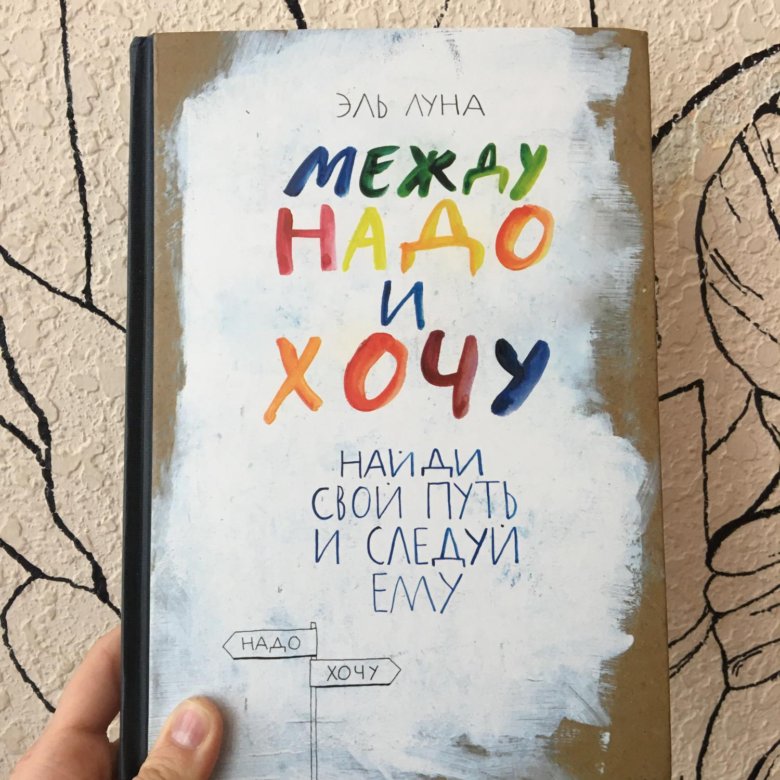 ЭЛЬ ЛУНА
МЕЖДУ
НАДО
И
ХОЧУ
НАЙДИ
СВОЙ ПУТЬ
И СЛЕДУЙ
ЕМУ
НАДО
ХОЧУ